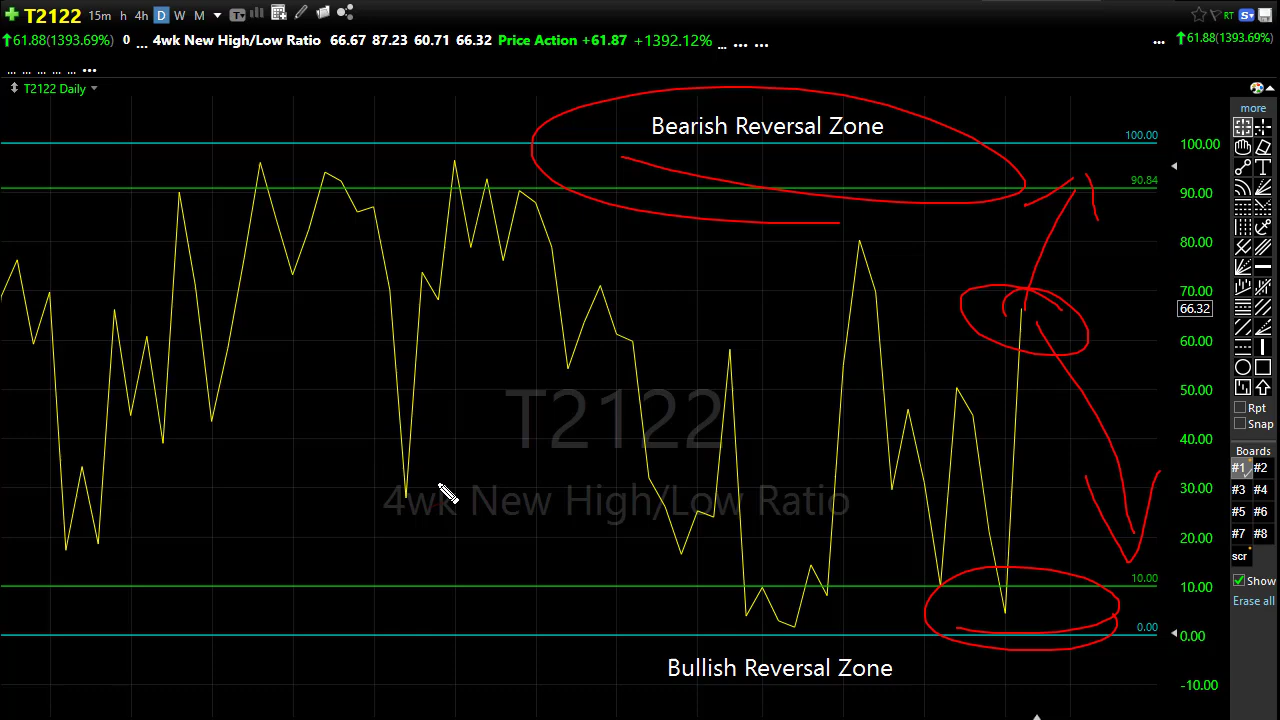 T2122 15m h 4h D W M T RT S
61.88(1393.69%) 0 ... 4wk New High/Low Ratio 66.67 87.23 60.71 66.32 Price Action +61.87 +1392.12% ... ... ... ... 61.88(1393.69%)
... ... ... ... ... ...
T2122 Daily
more
Bearish Reversal Zone
100.00
100.00
90.84
90.00
80.00
70.00
66.32
60.00
50.00
T2122
40.00
4wk New High/Low Ratio
30.00
20.00
10.00
10.00
0.00
0.00
Bullish Reversal Zone
-10.00
T
Rpt
Snap
Boards
#1 #2
#3 #4
#5 #6
#7 #8
scr
Show
Erase all